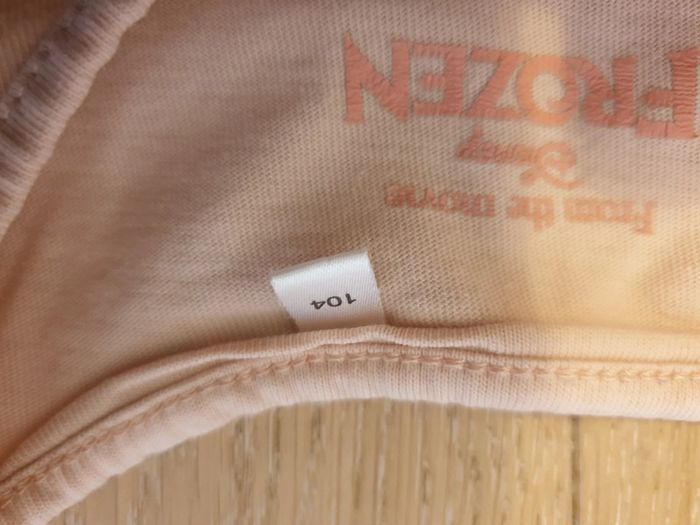 From the movie
Disney
FROZEN
104